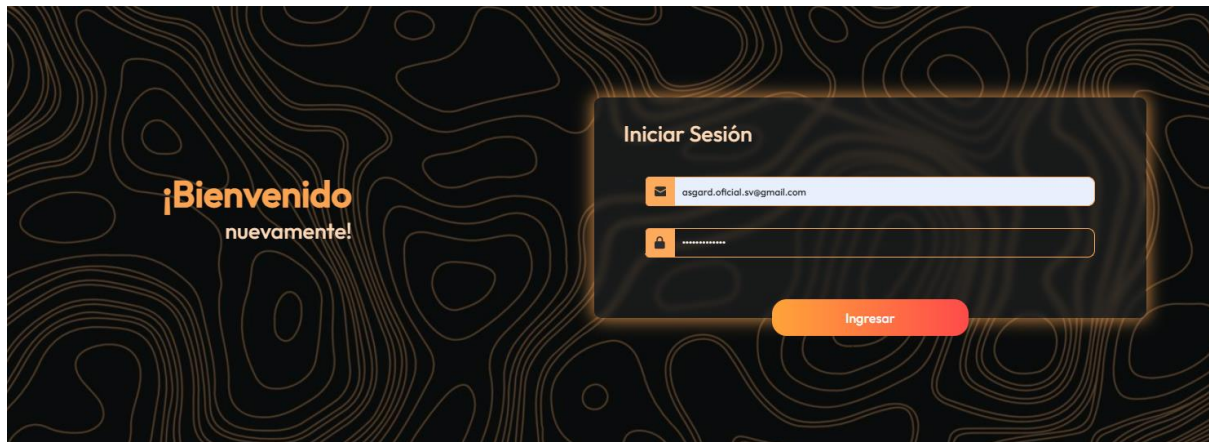 ¡Bienvenido
nuevamente!
Iniciar Sesión
asgard.oficial.sv@gmail.com
•••••••••••••
Ingresar